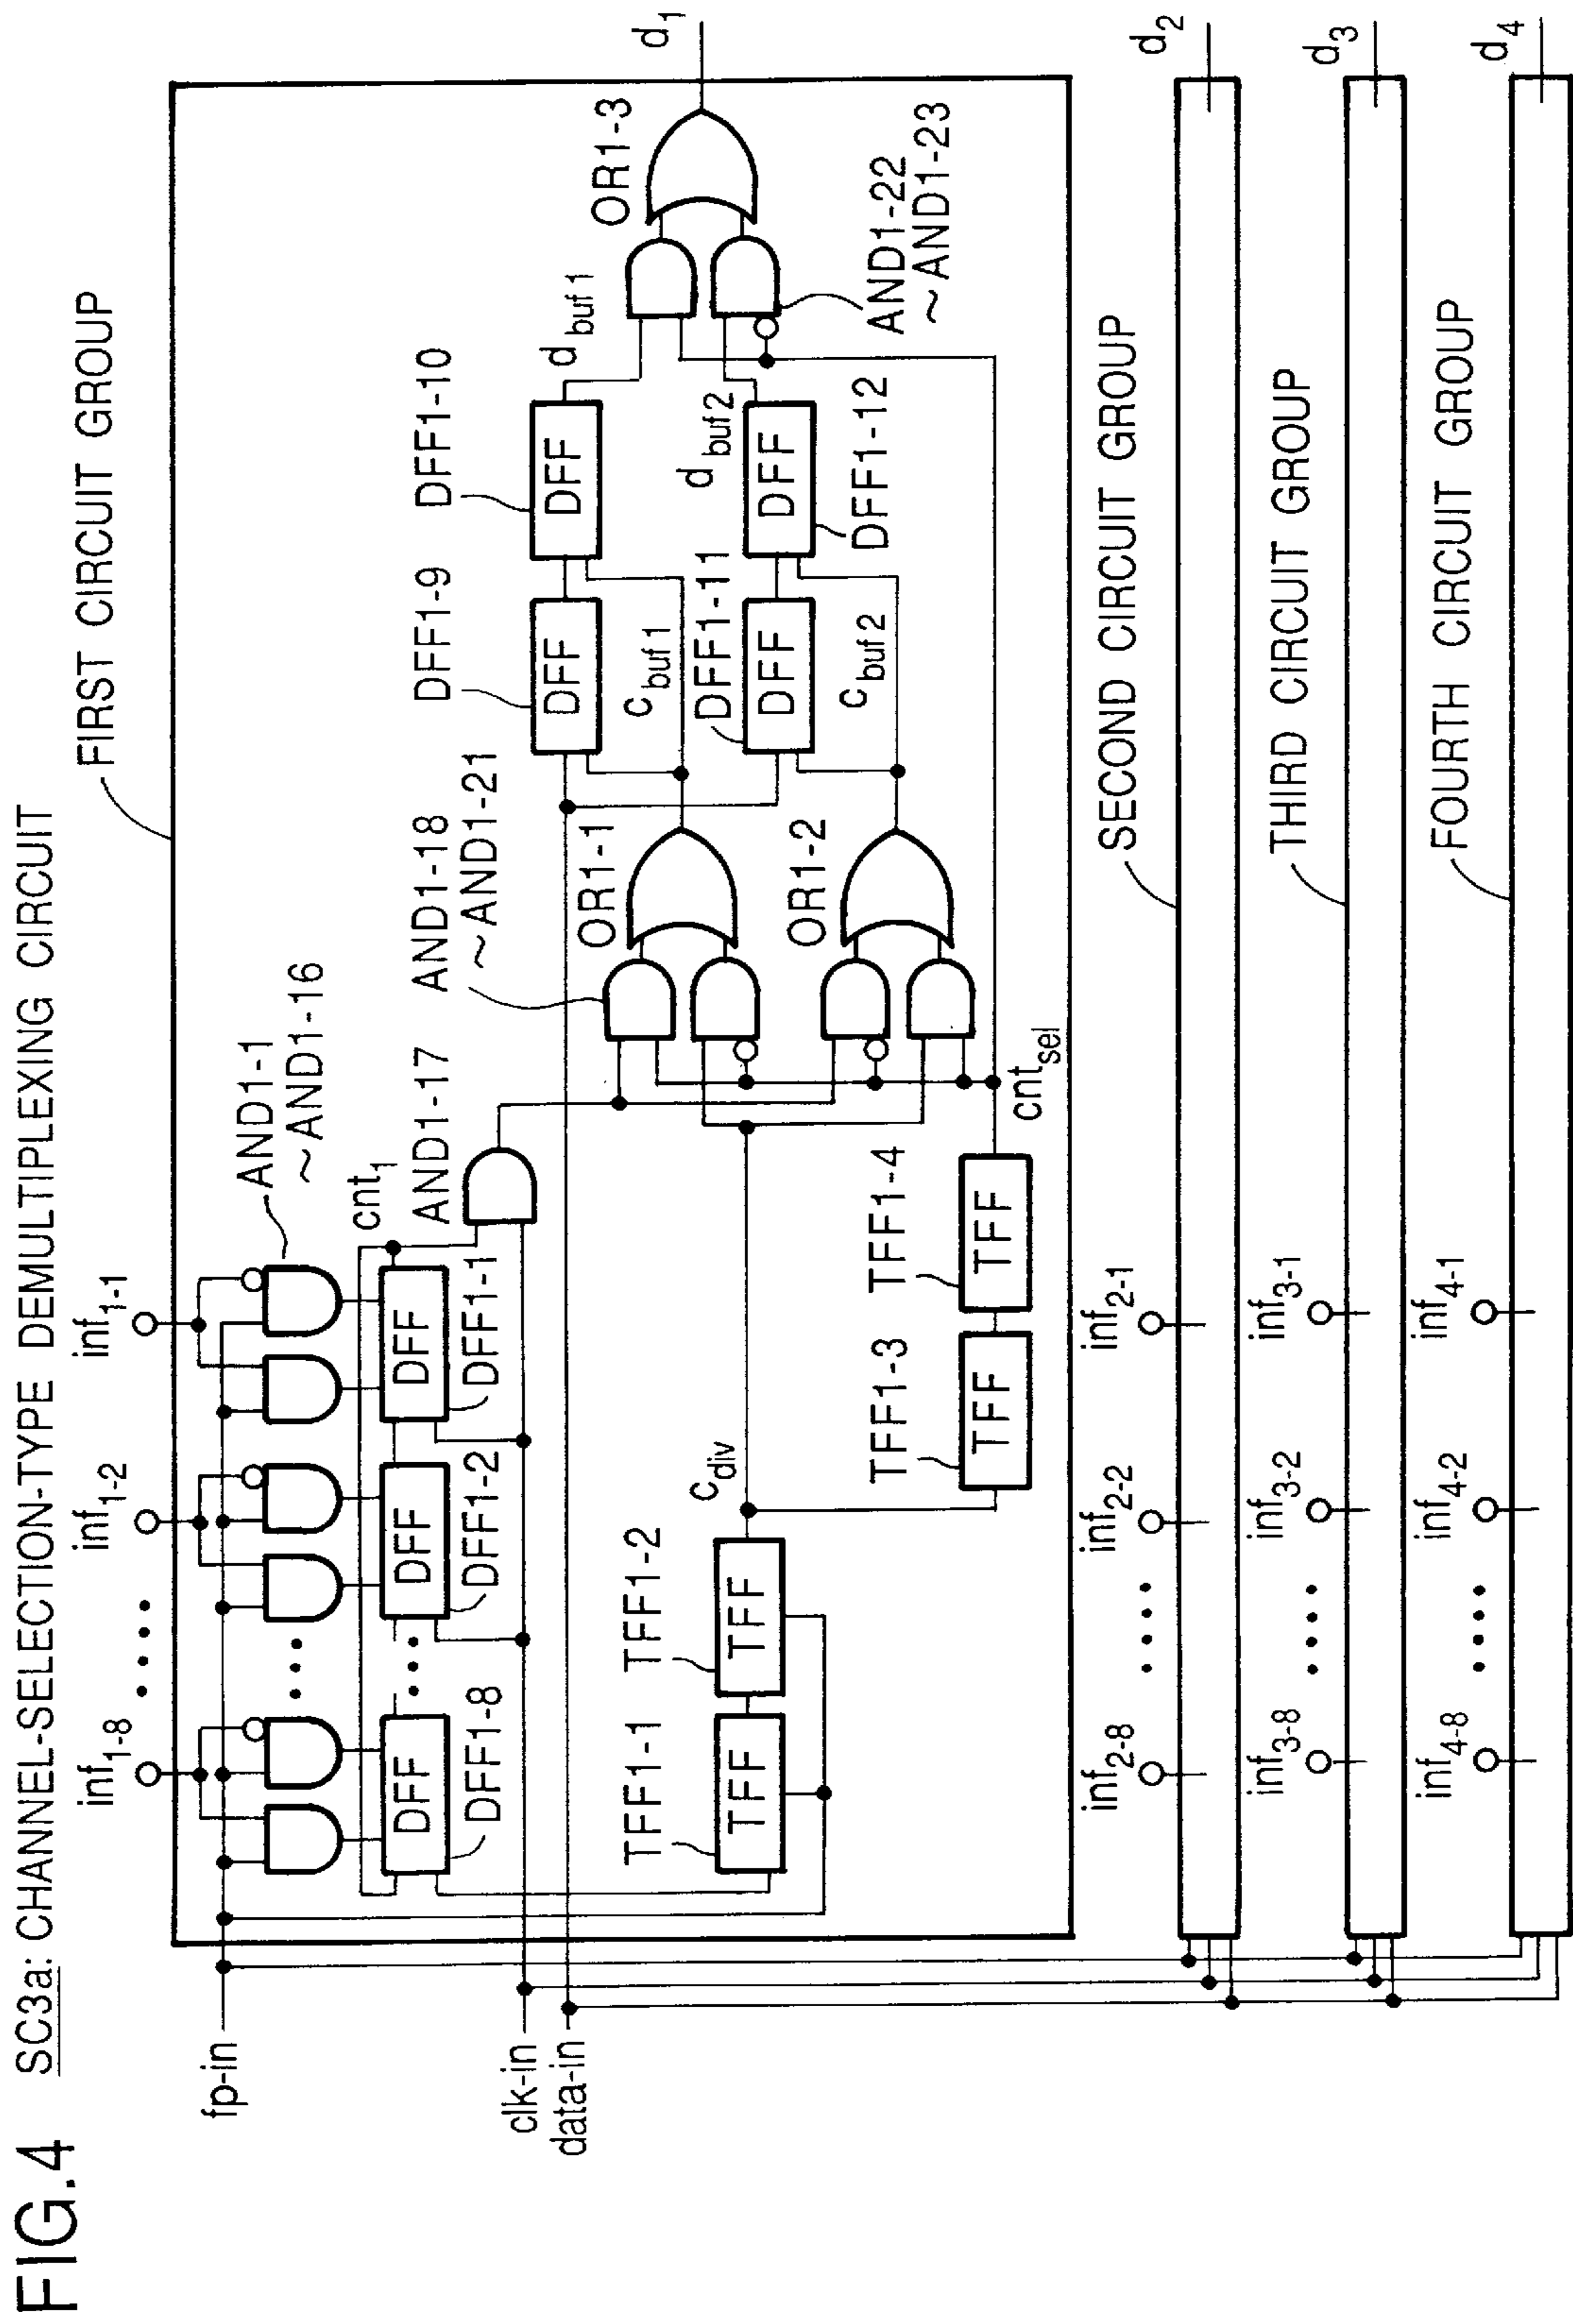 FIG.4 SC3a: CHANNEL-SELECTION-TYPE DEMULTIPLEXING CIRCUIT
FIRST CIRCUIT GROUP
inf1-8
inf1-2
inf1-1
AND1-1
~AND1-16
fp-in
cnt1
DFF
DFF
DFF
DFF1-8
DFF1-2
DFF1-1
AND1-17
AND1-18
~AND1-21
clk-in
data-in
DFF1-9
DFF1-10
DFF
DFF
dbuf1
OR1-1
cbuf1
OR1-3
d1
TFF1-1
TFF1-2
TFF
TFF
cdiv
DFF1-11
dbuf2
DFF
DFF
DFF1-12
OR1-2
cbuf2
AND1-22
~AND1-23
TFF1-3
TFF1-4
TFF
TFF
cntsel
inf2-8
inf2-2
inf2-1
SECOND CIRCUIT GROUP
d2
inf3-8
inf3-2
inf3-1
THIRD CIRCUIT GROUP
d3
inf4-8
inf4-2
inf4-1
FOURTH CIRCUIT GROUP
d4